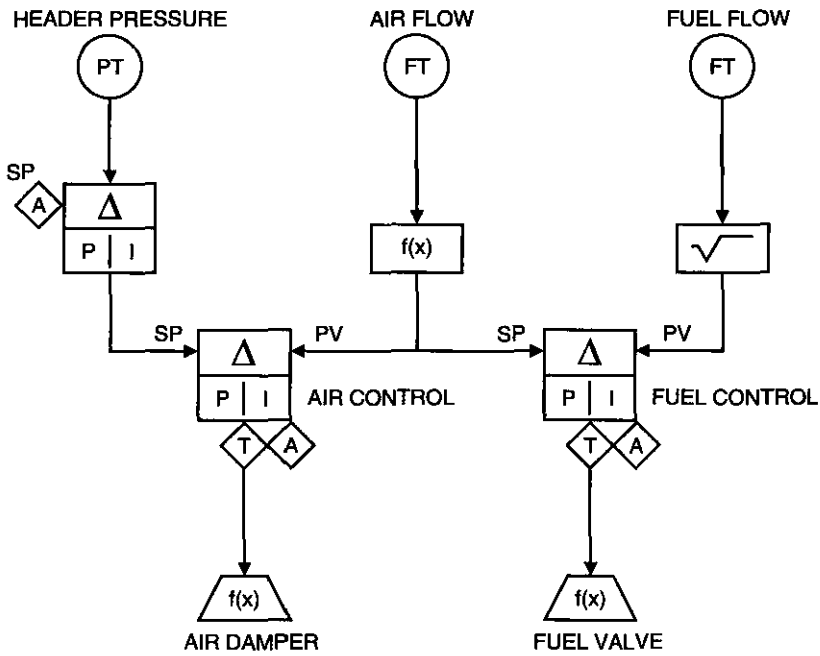 HEADER PRESSURE
AIR FLOW
FUEL FLOW
PT
FT
FT
SP
A
Δ
P I
f(x)
√
SP
Δ
PV
SP
Δ
PV
P I
AIR CONTROL
P I
FUEL CONTROL
T A
T A
f(x)
f(x)
AIR DAMPER
FUEL VALVE